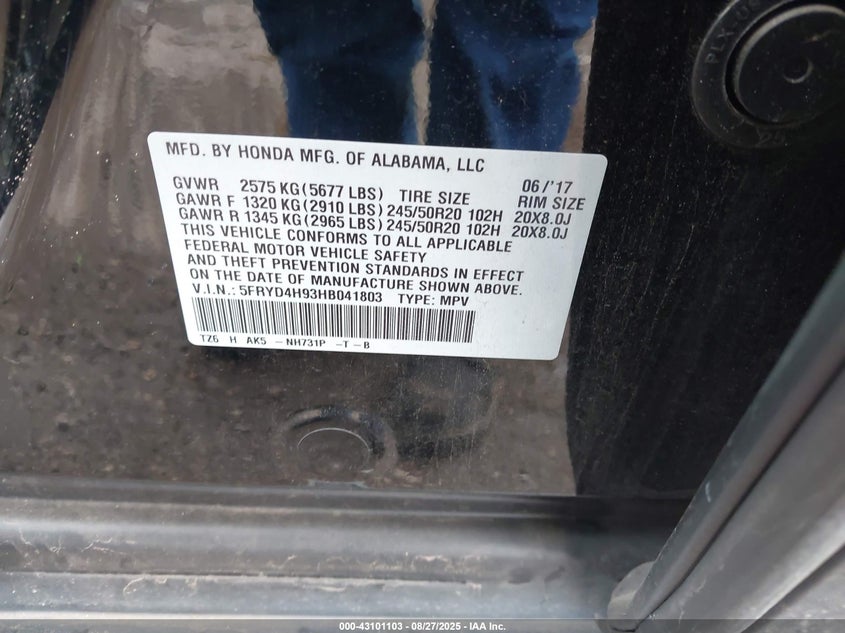 PLX-09
MFD. BY HONDA MFG. OF ALABAMA, LLC
06/'17
GVWR 2575 KG(5677 LBS) TIRE SIZE RIM SIZE
GAWR F 1320 KG(2910 LBS) 245/50R20 102H 20X8.0J
GAWR R 1345 KG(2965 LBS) 245/50R20 102H 20X8.0J
THIS VEHICLE CONFORMS TO ALL APPLICABLE
FEDERAL MOTOR VEHICLE SAFETY
AND THEFT PREVENTION STANDARDS IN EFFECT
ON THE DATE OF MANUFACTURE SHOWN ABOVE.
V.I.N.: 5FRYD4H93HB041803 TYPE: MPV
TZ6 H AK5 -NH731P -T-B
000-43101103 - 08/27/2025 - IAA Inc.